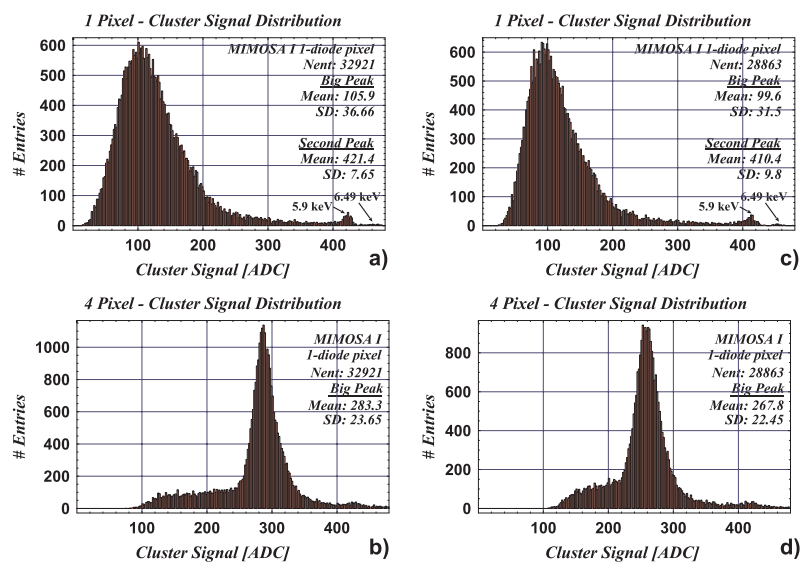 1 Pixel - Cluster Signal Distribution
MIMOSA I 1-diode pixel
Nent: 32921
Big Peak
Mean: 105.9
SD: 36.66
Second Peak
Mean: 421.4
SD: 7.65
6.49 keV
5.9 keV
# Entries
600
500
400
300
200
100
0
100 200 300 400
Cluster Signal [ADC]
a)
1 Pixel - Cluster Signal Distribution
MIMOSA I 1-diode pixel
Nent: 28863
Big Peak
Mean: 99.6
SD: 31.5
Second Peak
Mean: 410.4
SD: 9.8
6.49 keV
5.9 keV
# Entries
600
500
400
300
200
100
0
100 200 300 400
Cluster Signal [ADC]
c)
4 Pixel - Cluster Signal Distribution
MIMOSA I
1-diode pixel
Nent: 32921
Big Peak
Mean: 283.3
SD: 23.65
# Entries
1000
800
600
400
200
0
100 200 300 400
Cluster Signal [ADC]
b)
4 Pixel - Cluster Signal Distribution
MIMOSA I
1-diode pixel
Nent: 28863
Big Peak
Mean: 267.8
SD: 22.45
# Entries
800
600
400
200
0
100 200 300 400
Cluster Signal [ADC]
d)